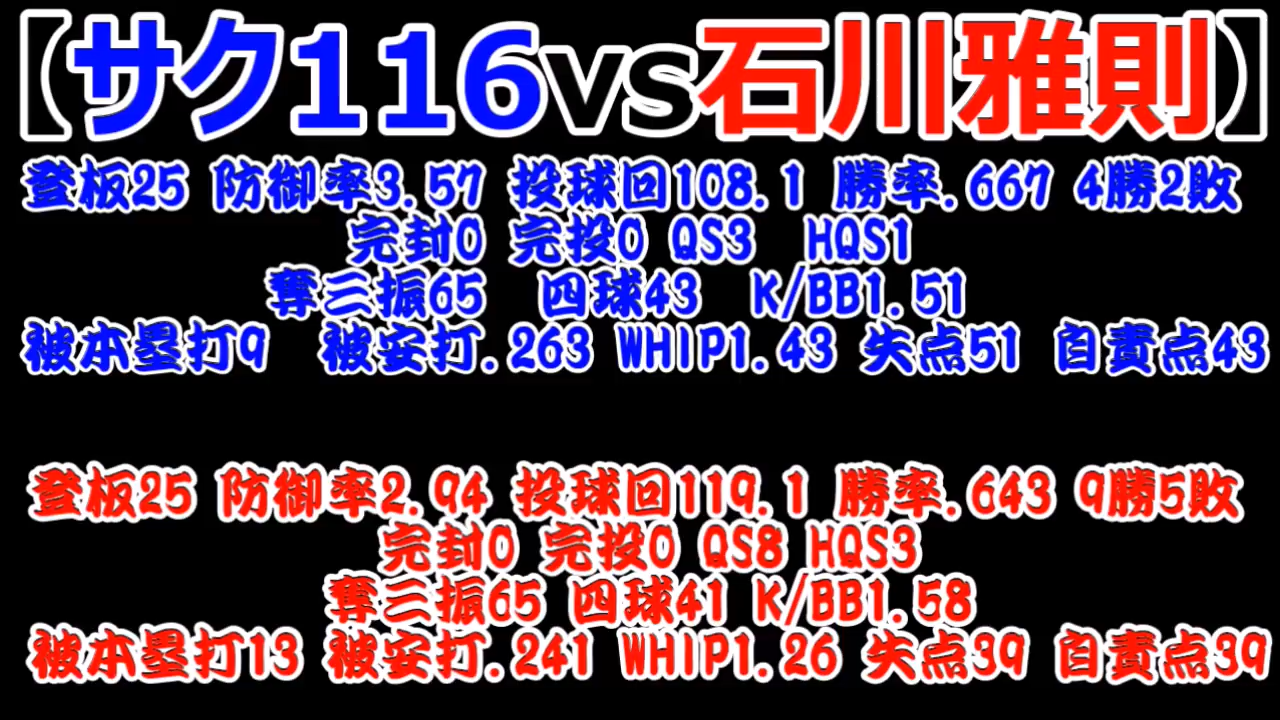 【サク116vs石川雅則】
登板25 防御率3.57 投球回108.1 勝率.667 4勝2敗
完封0 完投0 QS3 HQS1
奪三振65 四球43 K/BB1.51
被本塁打9 被安打.263 WHIP1.43 失点51 自責点43
登板25 防御率2.94 投球回119.1 勝率.643 9勝5敗
完封0 完投0 QS8 HQS3
奪三振65 四球41 K/BB1.58
被本塁打13 被安打.241 WHIP1.26 失点39 自責点39